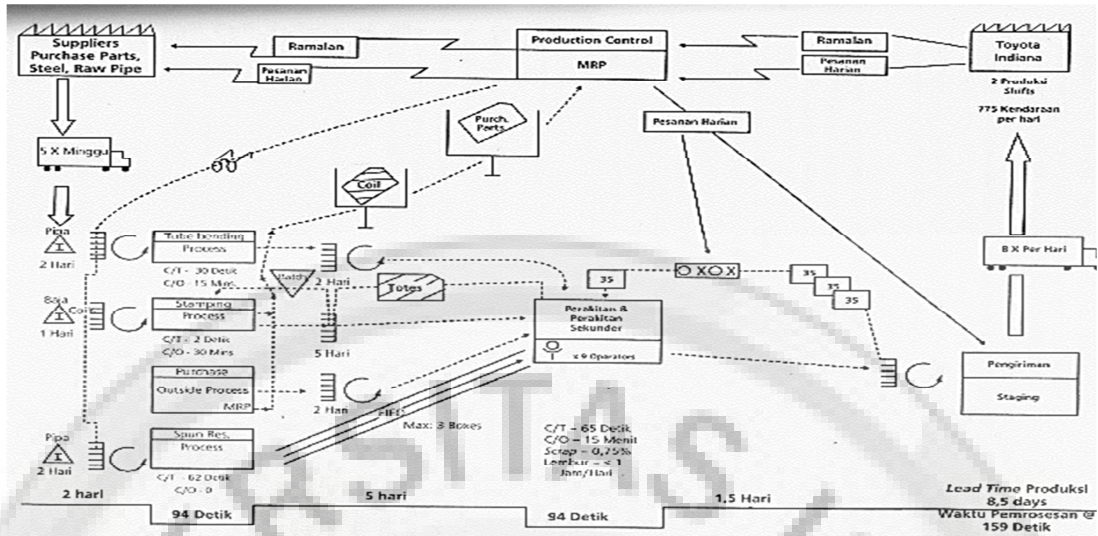 Suppliers
Purchase Parts,
Steel, Raw Pipe
Ramalan
Pesanan
Harian
Production Control
MRP
Ramalan
Pesanan
Harian
Toyota
Indiana
2 Produksi
Shifts
775 Kendaraan
per hari
Pesanan Harian
Purch.
Parts
Coil
5 X Minggu
8 X Per Hari
Pipa
I
2 Hari
Tube bending
Process
C/T - 30 Detik
C/O - 15 Mins
2 Hari
Batch
Totes
Baja
Coil
I
1 Hari
Stamping
Process
C/T - 2 Detik
C/O - 30 Mins
5 Hari
Purchase
Outside Process
MRP
2 Hari
FIFO
Max: 3 Boxes
Pipa
I
2 Hari
Spun Res.
Process
C/T - 62 Detik
C/O - 0
35
OXOX
35
35
35
Perakitan &
Perakitan
Sekunder
x 9 Operators
C/T - 65 Detik
C/O - 15 Menit
Scrap - 0,75%
Lembur - < 1
Jam/Hari
Pengiriman
Staging
2 hari
94 Detik
5 hari
94 Detik
1,5 Hari
Lead Time Produksi
8,5 days
Waktu Pemrosesan @
159 Detik
SITAS